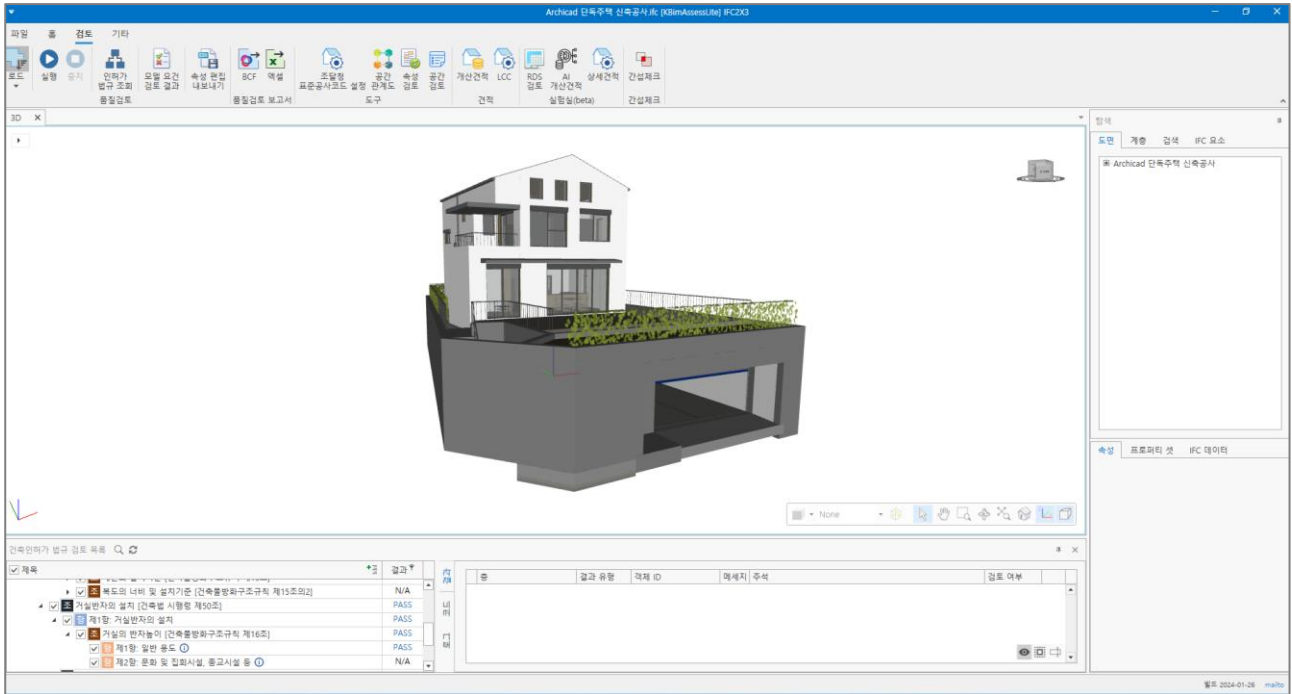 Archicad 단독주택 신축공사.ifc [KBimAssessLite] IFC2X3
파일 홈 검토 기타
로드 실행 중지 인허가 법규 조회 모델 요건 검토 결과 속성 편집 내보내기 BCF 엑셀 조달청 표준공사코드 설정 공간 관계도 속성 검토 공간 검토 개산견적 LCC RDS 검토 AI 개산견적 상세견적 간섭체크
품질검토 품질검토 보고서 도구 견적 실험실(beta) 간섭체크
3D
탐색
도면 계층 검색 IFC 요소
Archicad 단독주택 신축공사
None
속성 프로퍼티 셋 IFC 데이터
건축인허가 법규 검토 목록
제목 결과
층 결과 유형 객체 ID 메세지 주석 검토 여부
조 복도의 너비 및 설치기준 [건축물방화구조규칙 제15조의2] N/A
조 거실반자의 설치 [건축법 시행령 제50조] PASS
항 제1항: 거실반자의 설치 PASS
조 거실의 반자높이 [건축물방화구조규칙 제16조] PASS
항 제1항: 일반 용도 PASS
항 제2항: 문화 및 집회시설, 종교시설 등 N/A
빌드 2024-01-26 mailto